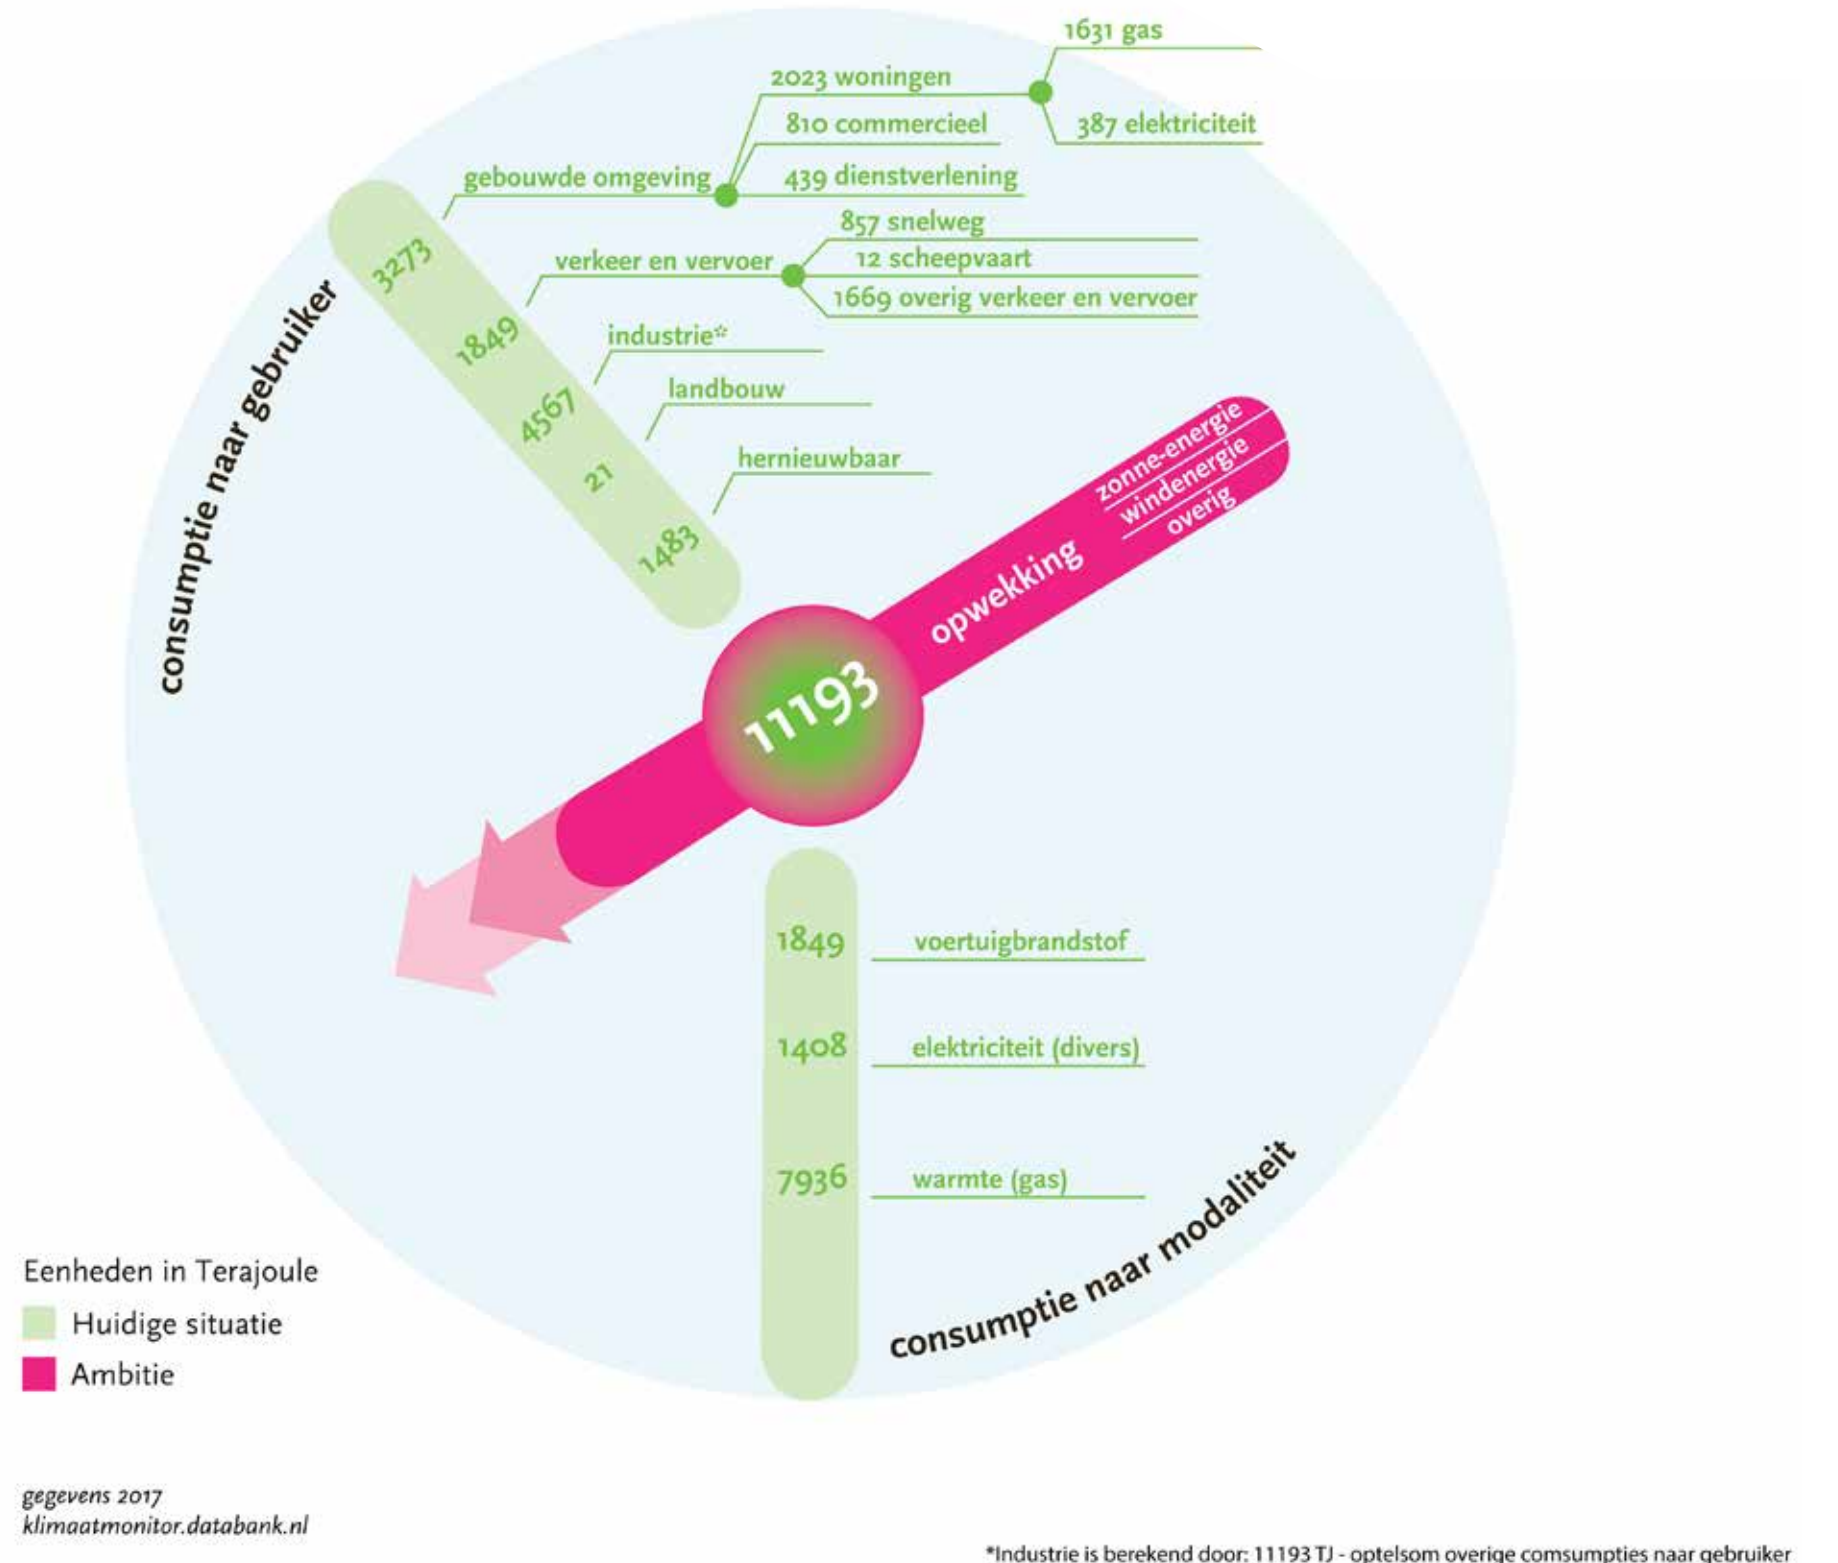 1631 gas
2023 woningen
387 elektriciteit
810 commercieel
gebouwde omgeving
439 dienstverlening
857 snelweg
verkeer en vervoer
12 scheepvaart
1669 overig verkeer en vervoer
industrie*
landbouw
hernieuwbaar
3273
1849
4567
21
1483
consumptie naar gebruiker
zonne-energie
windenergie
overig
opwekking
11193
1849 voertuigbrandstof
1408 elektriciteit (divers)
7936 warmte (gas)
consumptie naar modaliteit
Eenheden in Terajoule
Huidige situatie
Ambitie
gegevens 2017
klimaatmonitor.databank.nl
*Industrie is berekend door: 11193 TJ - optelsom overige comsumpties naar gebruiker